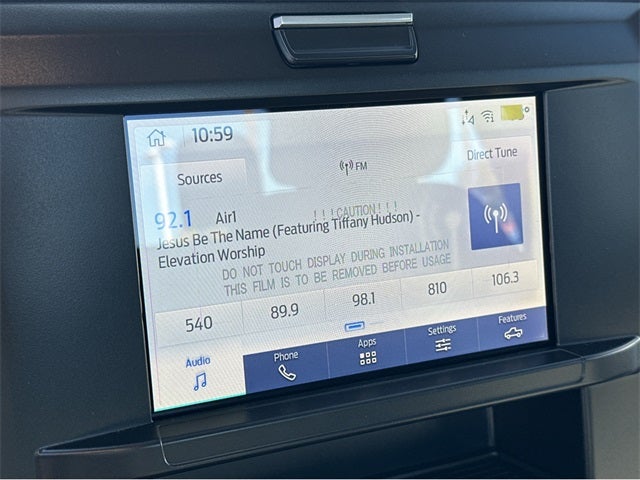 10:59
FM
Sources
Direct Tune
92.1 Air1
! ! ! CAUTION ! ! !
Jesus Be The Name (Featuring Tiffany Hudson) -
Elevation Worship
DO NOT TOUCH DISPLAY DURING INSTALLATION
THIS FILM IS TO BE REMOVED BEFORE USAGE
540 89.9 98.1 810 106.3
Audio Phone Apps Settings Features